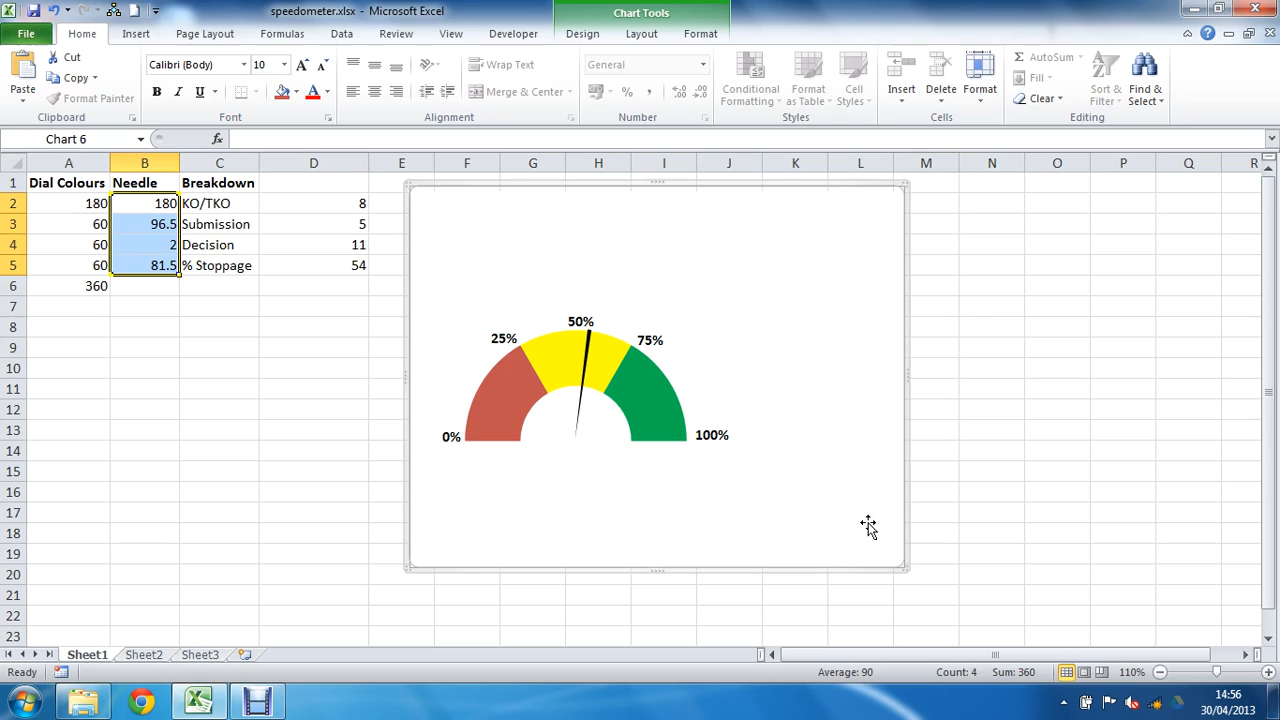 speedometer.xlsx - Microsoft Excel
Chart Tools
File Home Insert Page Layout Formulas Data Review View Developer Design Layout Format
Paste
Cut
Copy
Format Painter
Clipboard
Calibri (Body) 10
B I U
Font
Wrap Text
Merge & Center
Alignment
General
Number
Conditional Formatting
Format as Table
Cell Styles
Styles
Insert Delete Format
Cells
AutoSum
Fill
Clear
Sort & Filter
Find & Select
Editing
Chart 6 fx
A B C D E F G H I J K L M N O P Q R
1 Dial Colours Needle Breakdown
2 180 180 KO/TKO 8
3 60 96.5 Submission 5
4 60 2 Decision 11
5 60 81.5 % Stoppage 54
6 360
7
8
9
10
11
12
13
14
15
16
17
18
19
20
21
22
23
50%
25% 75%
0% 100%
Sheet1 Sheet2 Sheet3
Ready Average: 90 Count: 4 Sum: 360 110%
14:56
30/04/2013